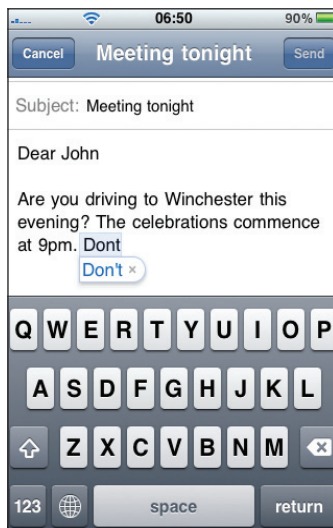 06:50 90%
Cancel Meeting tonight Send
Subject: Meeting tonight
Dear John
Are you driving to Winchester this
evening? The celebrations commence
at 9pm. Dont
Don't ×
Q W E R T Y U I O P
A S D F G H J K L
Z X C V B N M
123 space return